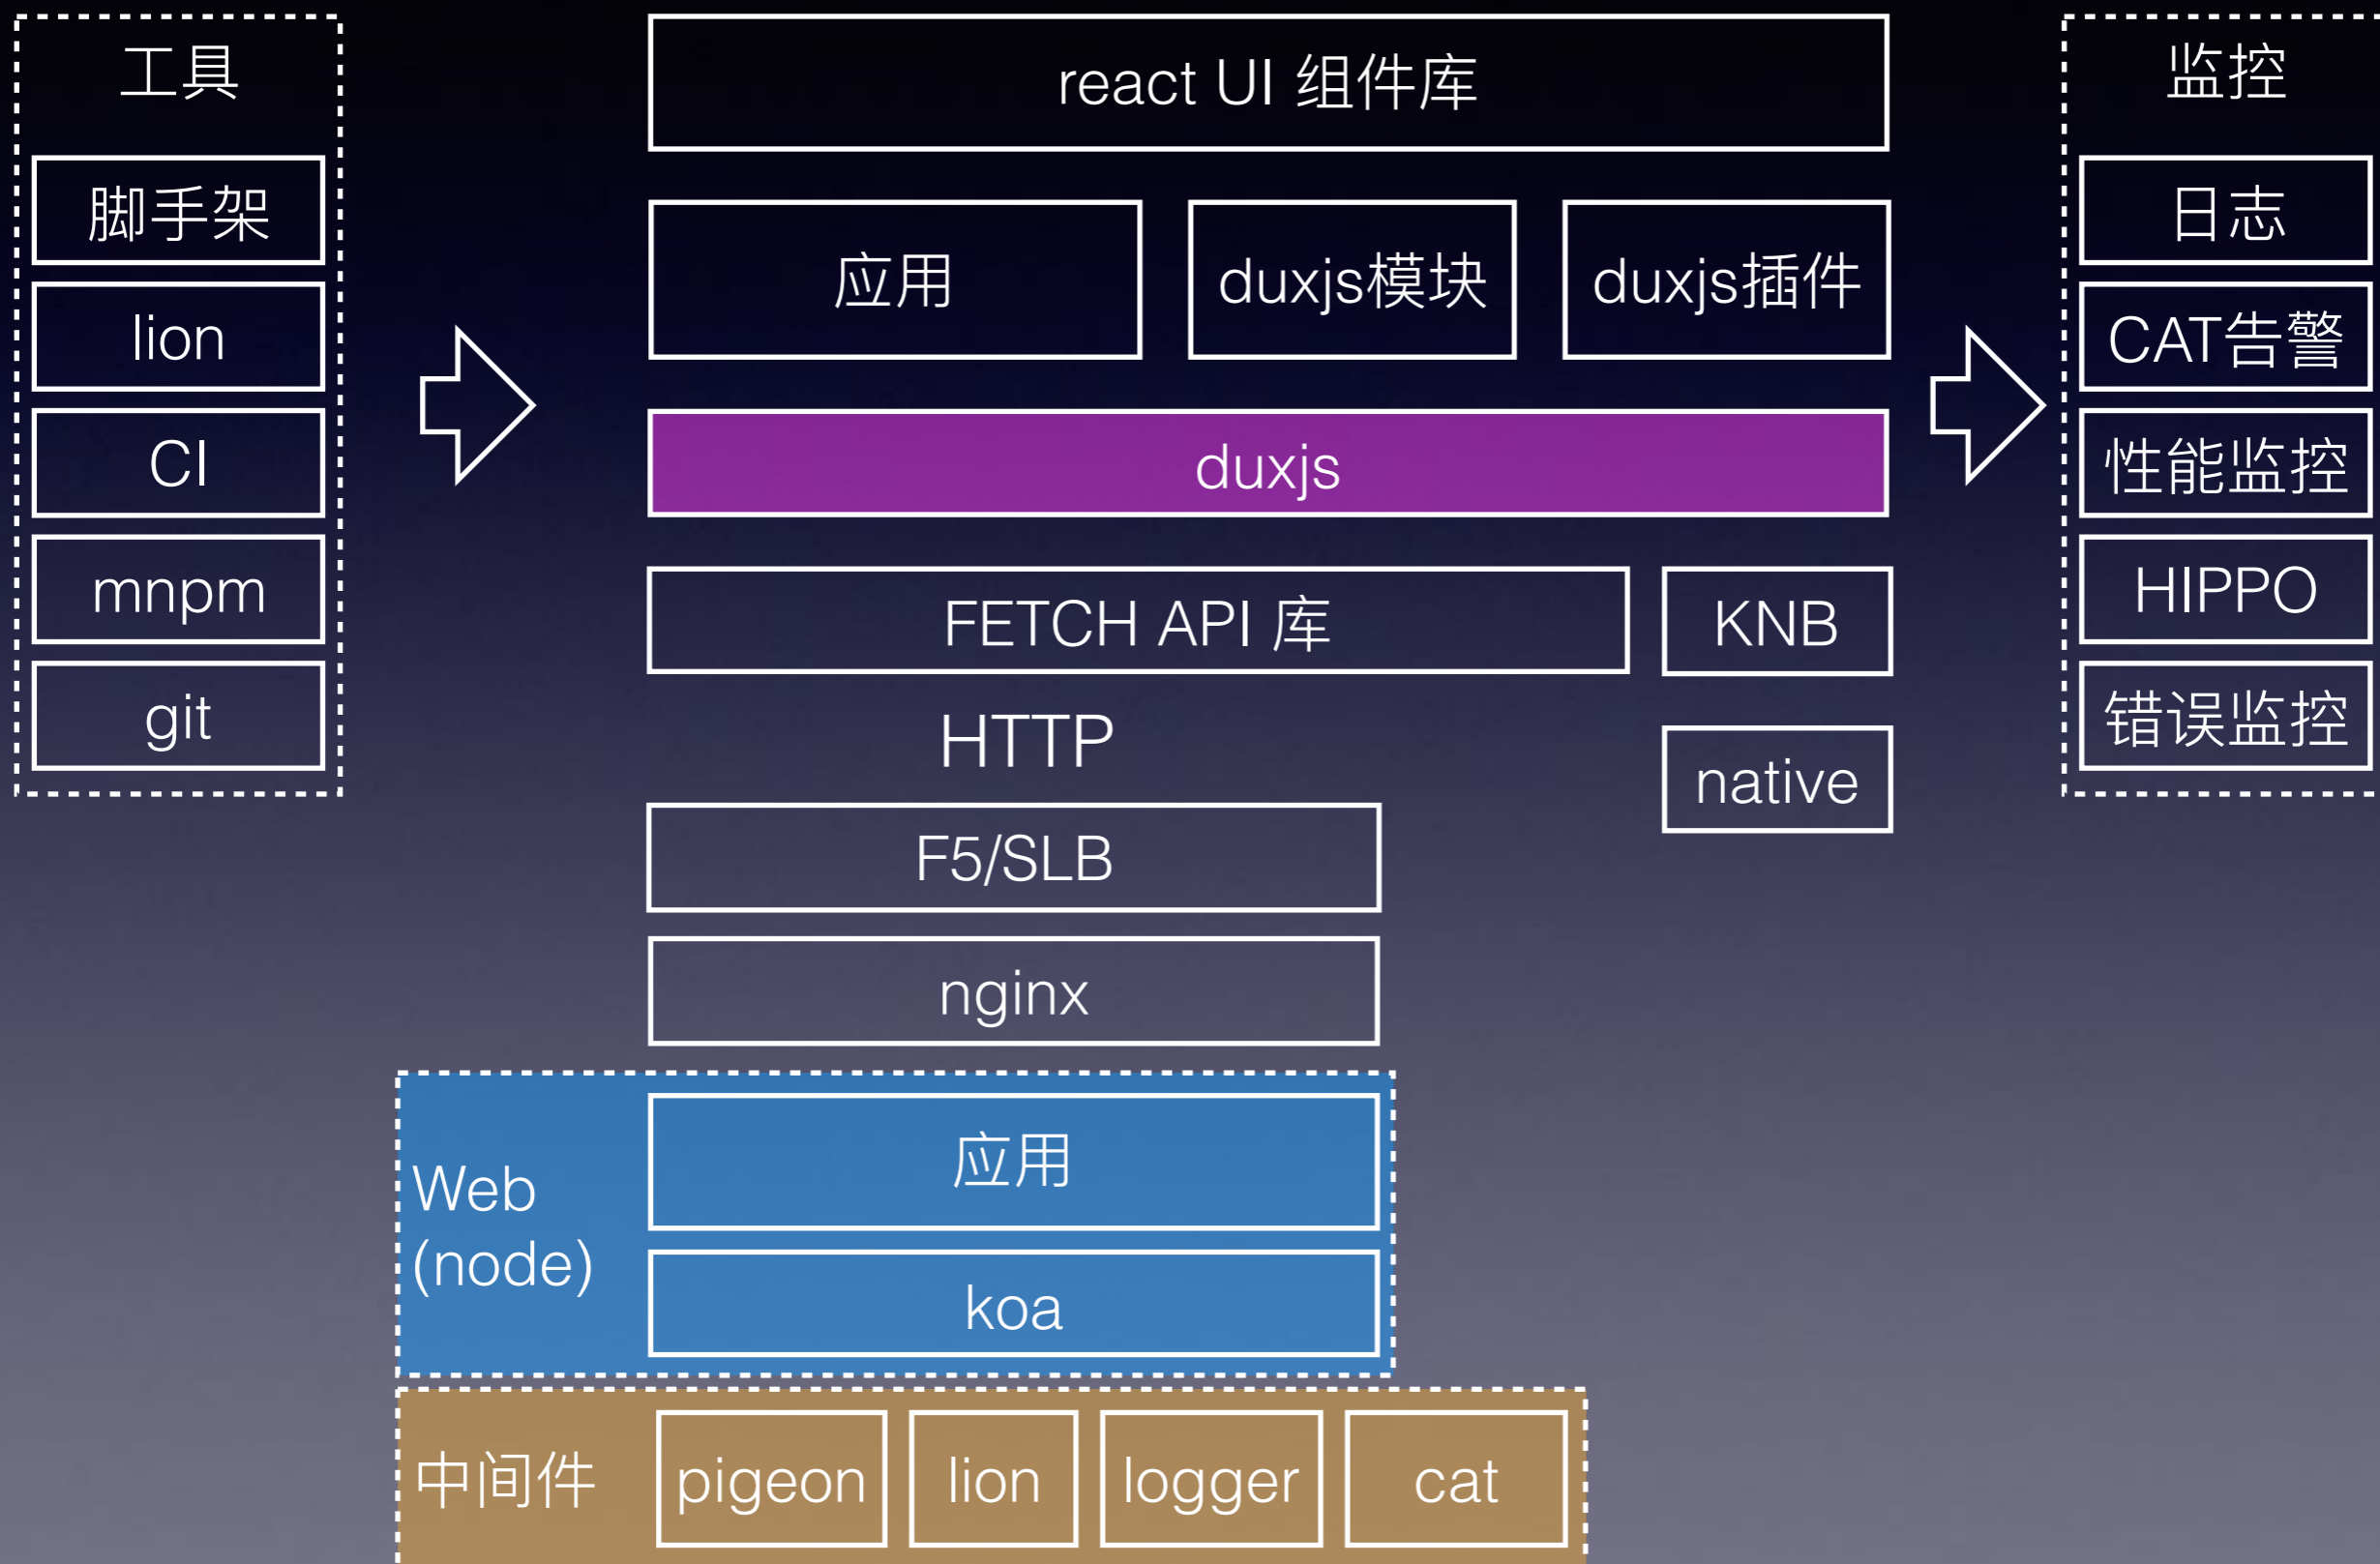 工具
脚手架
lion
CI
mnpm
git
react UI 组件库
应用
duxjs模块
duxjs插件
duxjs
FETCH API 库
KNB
HTTP
native
F5/SLB
nginx
Web
(node)
应用
koa
中间件
pigeon
lion
logger
cat
监控
日志
CAT告警
性能监控
HIPPO
错误监控